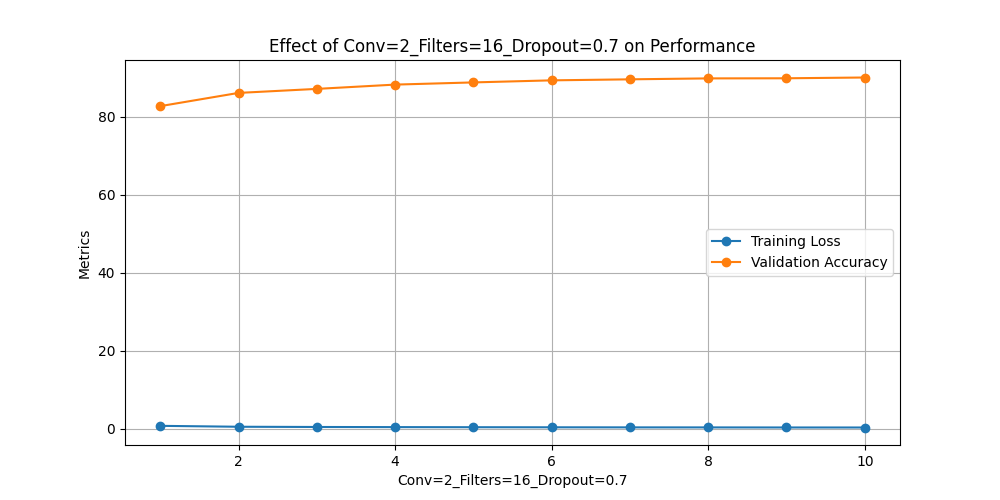 Effect of Conv=2_Filters=16_Dropout=0.7 on Performance
80
60
40
20
0
Metrics
Training Loss
Validation Accuracy
2
4
6
8
10
Conv=2_Filters=16_Dropout=0.7